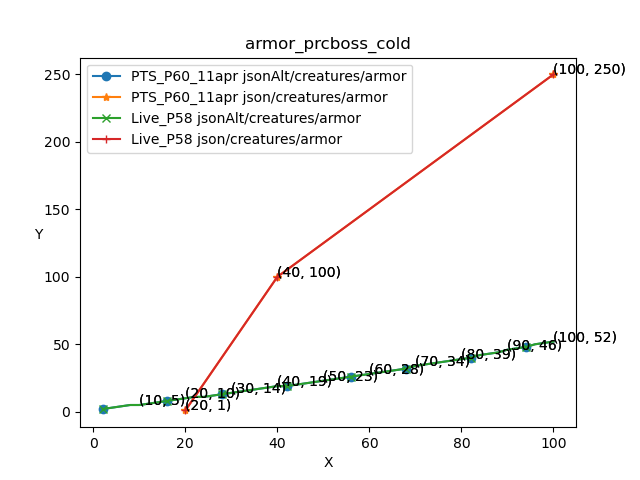 armor_prcboss_cold
PTS_P60_11apr jsonAlt/creatures/armor
PTS_P60_11apr json/creatures/armor
Live_P58 jsonAlt/creatures/armor
Live_P58 json/creatures/armor
(100, 250)
(40, 100)
(100, 52)
(90, 46)
(80, 39)
(70, 34)
(60, 28)
(50, 23)
(40, 19)
(30, 14)
(20, 10)
(10, 5)
(20, 1)
250
200
150
100
50
0
Y
0 20 40 60 80 100
X